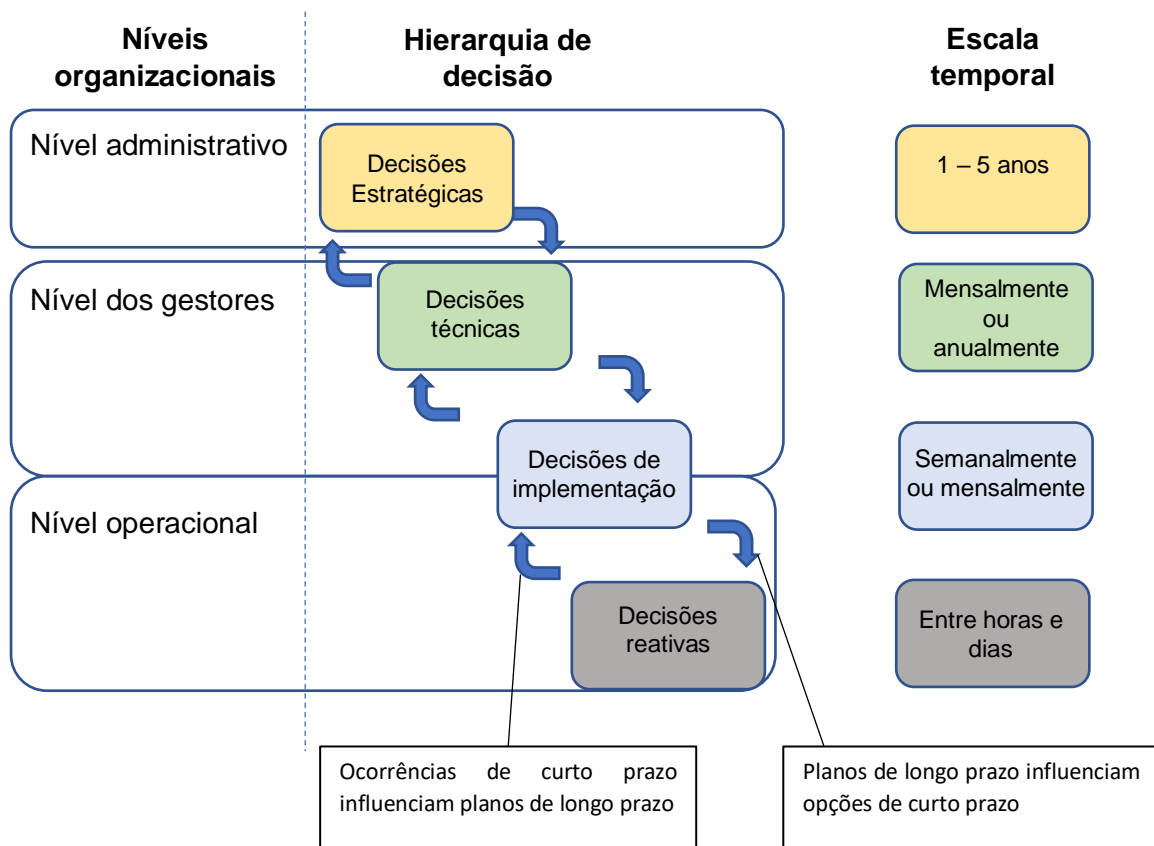 Níveis
organizacionais
Hierarquia de
decisão
Escala
temporal
Nível administrativo
Decisões
Estratégicas
1 – 5 anos
Nível dos gestores
Decisões
técnicas
Mensalmente
ou
anualmente
Decisões de
implementação
Semanalmente
ou mensalmente
Nível operacional
Decisões
reativas
Entre horas e
dias
Ocorrências de curto prazo
influenciam planos de longo prazo
Planos de longo prazo influenciam
opções de curto prazo